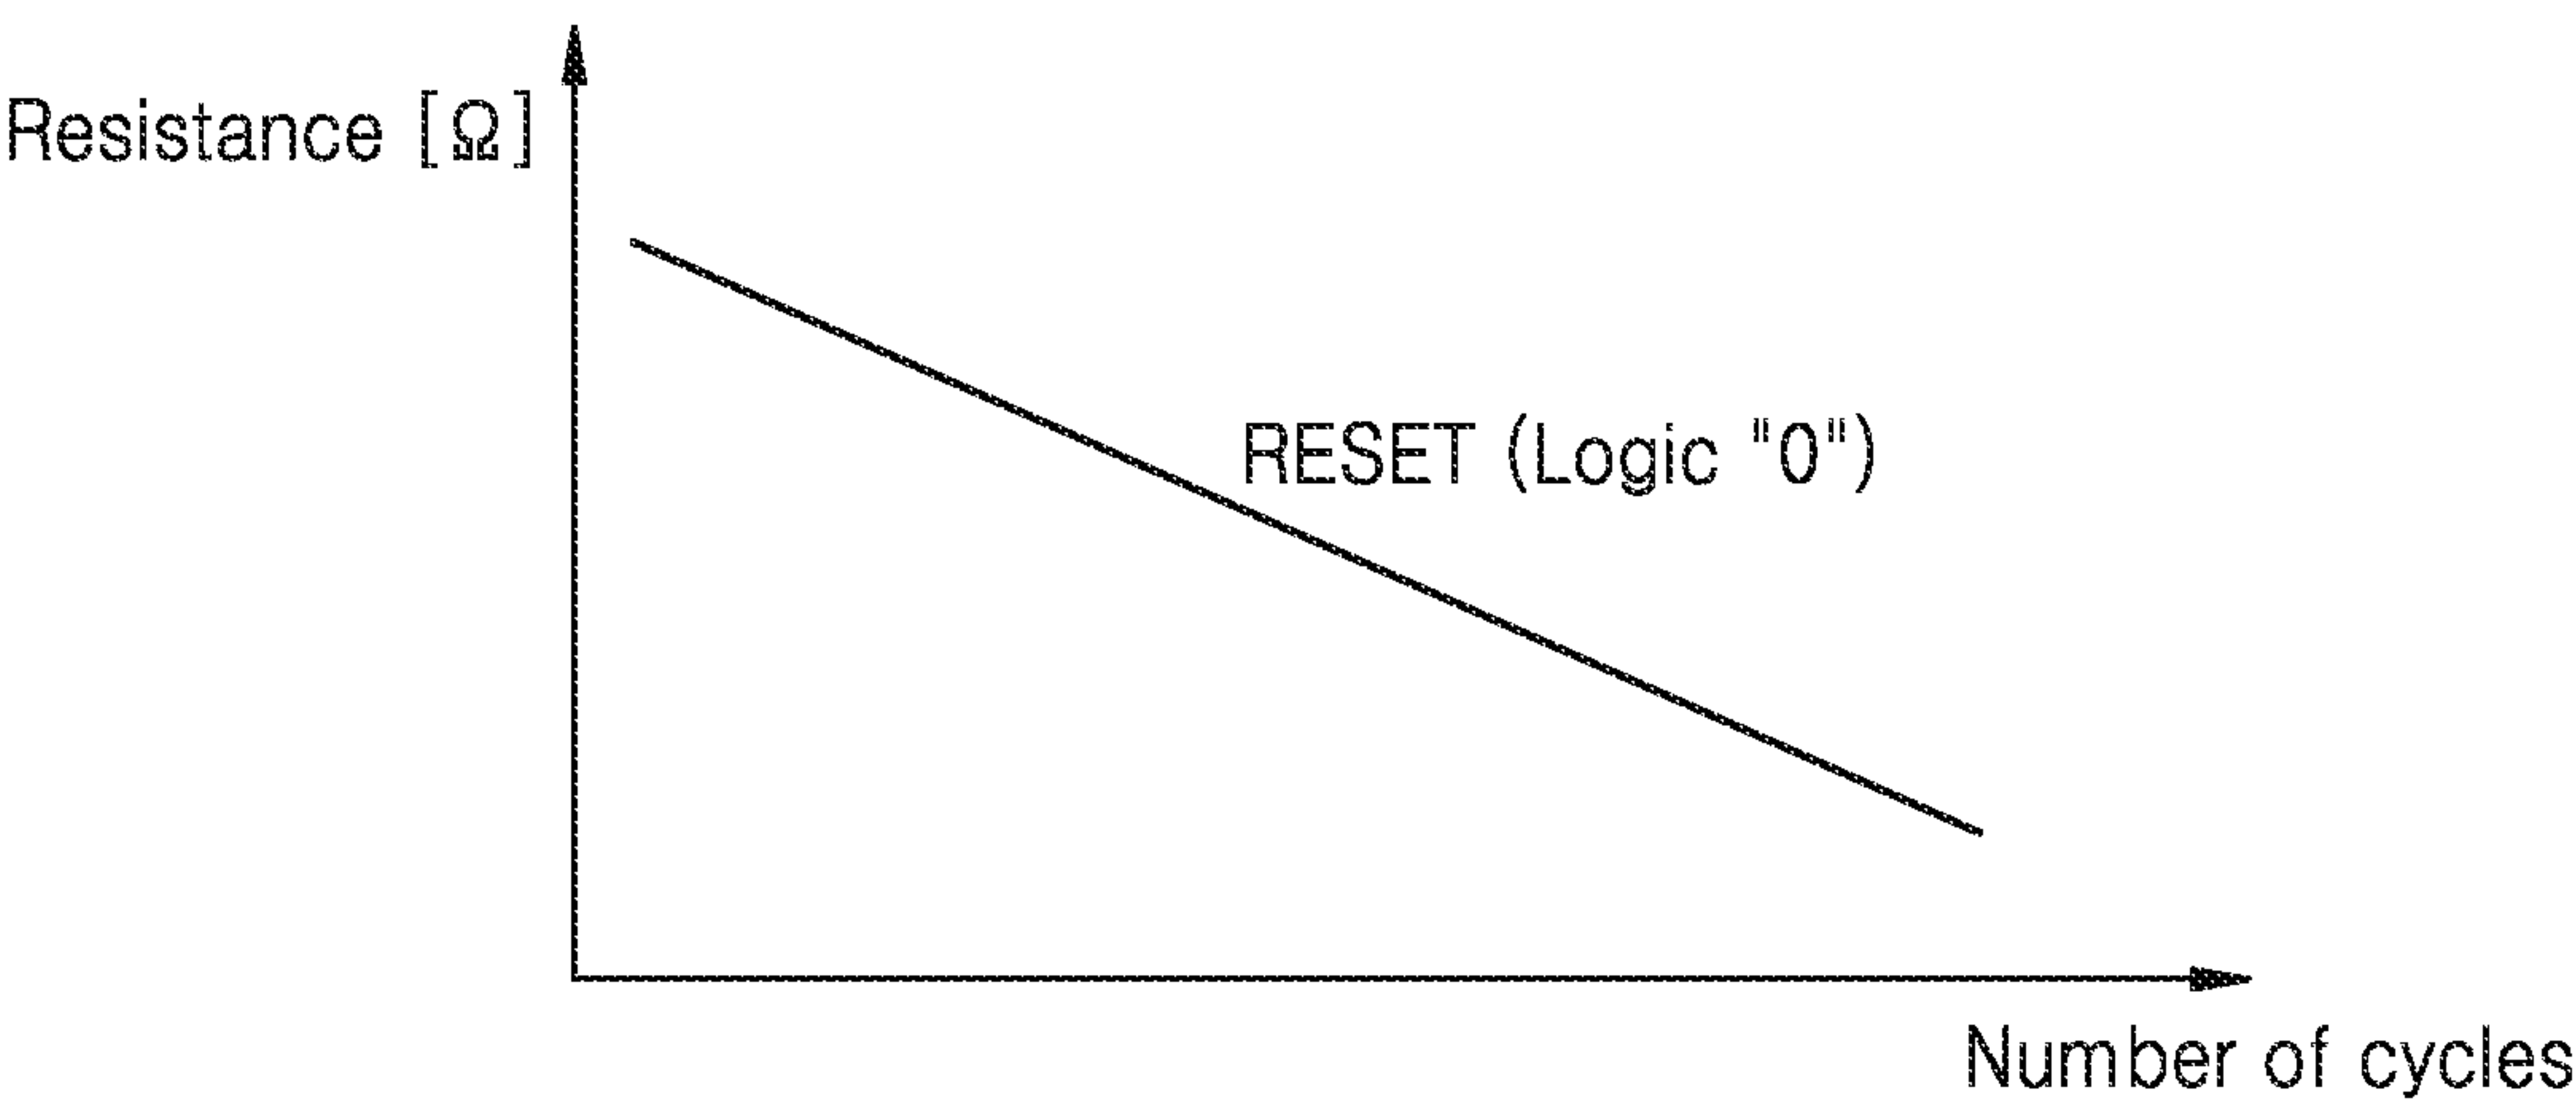 Resistance [Ω]
RESET (Logic "0")
Number of cycles